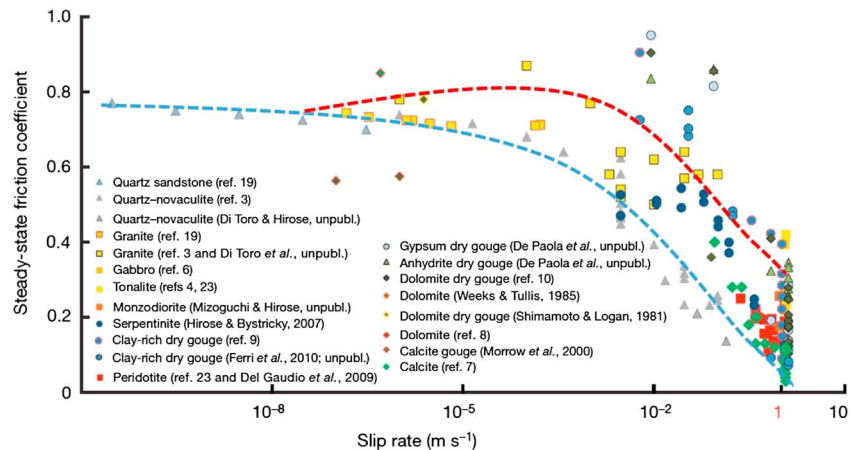 Steady-state friction coefficient
1.0
0.8
0.6
0.4
0.2
0
Quartz sandstone (ref. 19)
Quartz–novaculite (ref. 3)
Quartz–novaculite (Di Toro & Hirose, unpubl.)
Granite (ref. 19)
Granite (ref. 3 and Di Toro et al., unpubl.)
Gabbro (ref. 6)
Tonalite (refs 4, 23)
Monzodiorite (Mizoguchi & Hirose, unpubl.)
Serpentinite (Hirose & Bystricky, 2007)
Clay-rich dry gouge (ref. 9)
Clay-rich dry gouge (Ferri et al., 2010; unpubl.)
Peridotite (ref. 23 and Del Gaudio et al., 2009)
Gypsum dry gouge (De Paola et al., unpubl.)
Anhydrite dry gouge (De Paola et al., unpubl.)
Dolomite dry gouge (ref. 10)
Dolomite (Weeks & Tullis, 1985)
Dolomite dry gouge (Shimamoto & Logan, 1981)
Dolomite (ref. 8)
Calcite gouge (Morrow et al., 2000)
Calcite (ref. 7)
10⁻⁸
10⁻⁵
10⁻²
1
10
Slip rate (m s⁻¹)